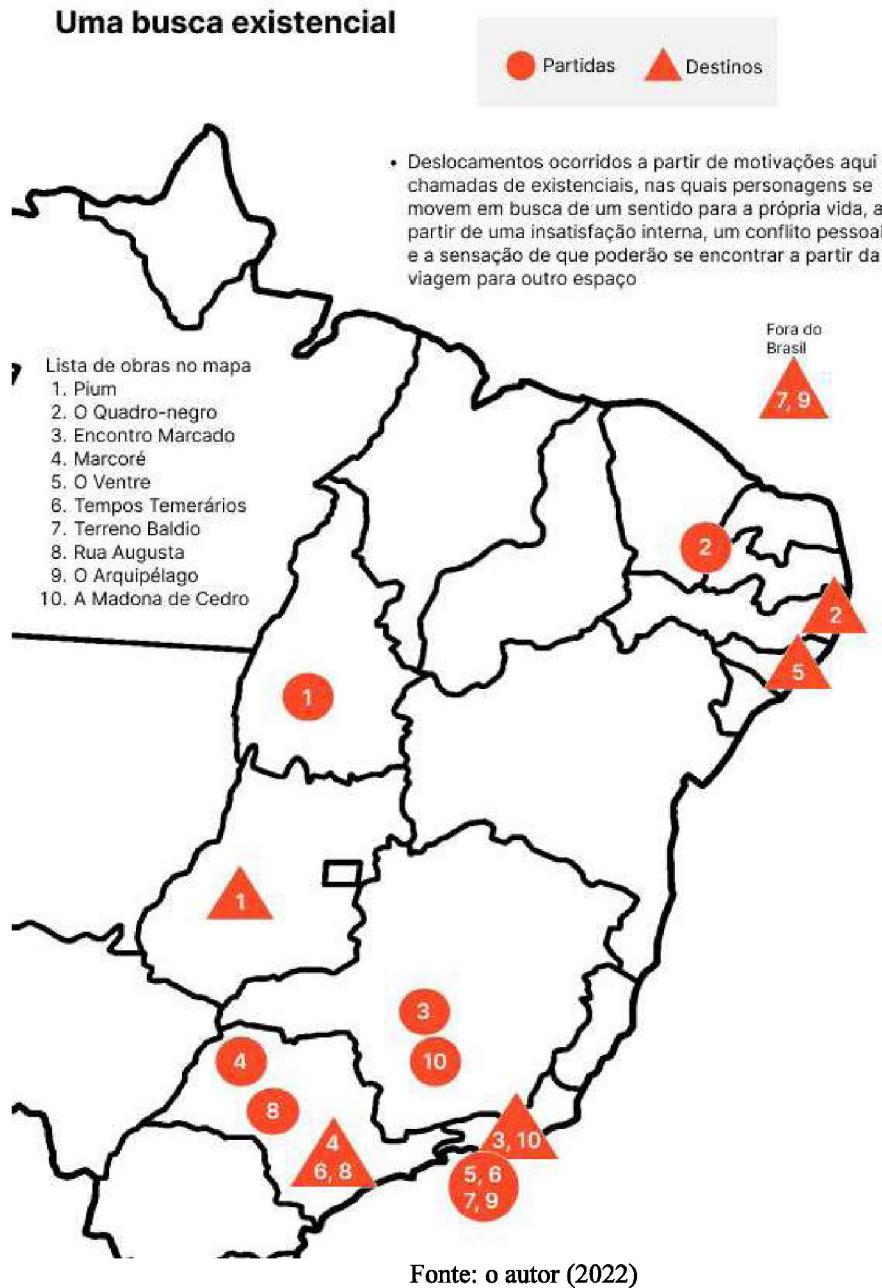 Uma busca existencial
Partidas
Destinos
• Deslocamentos ocorridos a partir de motivações aqui
chamadas de existenciais, nas quais personagens se
movem em busca de um sentido para a própria vida, a
partir de uma insatisfação interna, um conflito pessoal
e a sensação de que poderão se encontrar a partir da
viagem para outro espaço
Fora do
Brasil
7, 9
Lista de obras no mapa
1. Pium
2. O Quadro-negro
3. Encontro Marcado
4. Marcoré
5. O Ventre
6. Tempos Temerários
7. Terreno Baldio
8. Rua Augusta
9. O Arquipélago
10. A Madona de Cedro
2
2
5
1
1
3
4
10
8
3, 10
4
6, 8
5, 6
7, 9
Fonte: o autor (2022)